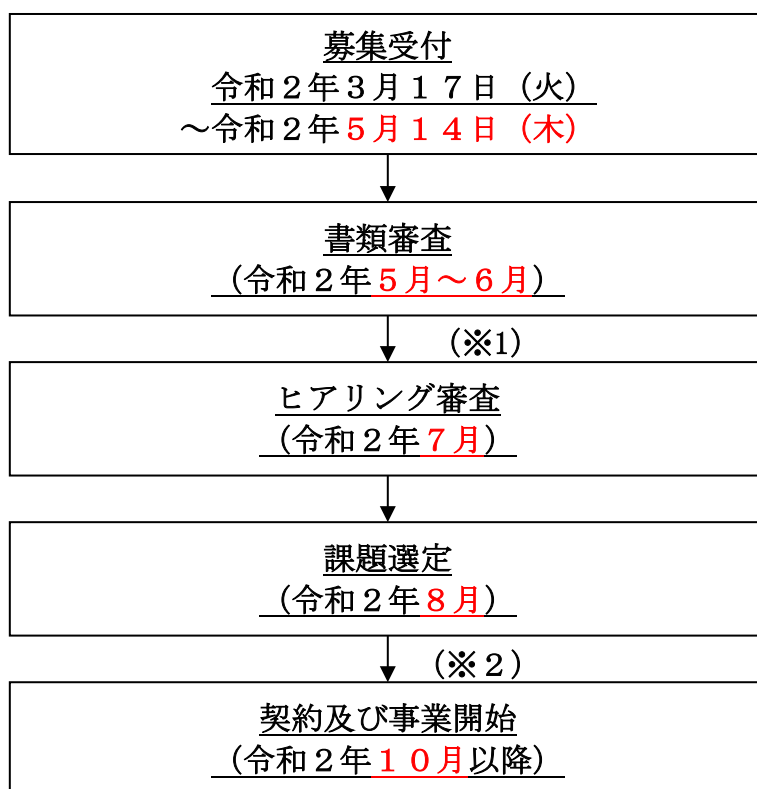 募集受付
令和２年３月１７日（火）
～令和２年５月１４日（木）
書類審査
（令和２年５月～６月）
（※1）
ヒアリング審査
（令和２年７月）
課題選定
（令和２年８月）
（※２）
契約及び事業開始
（令和２年１０月以降）